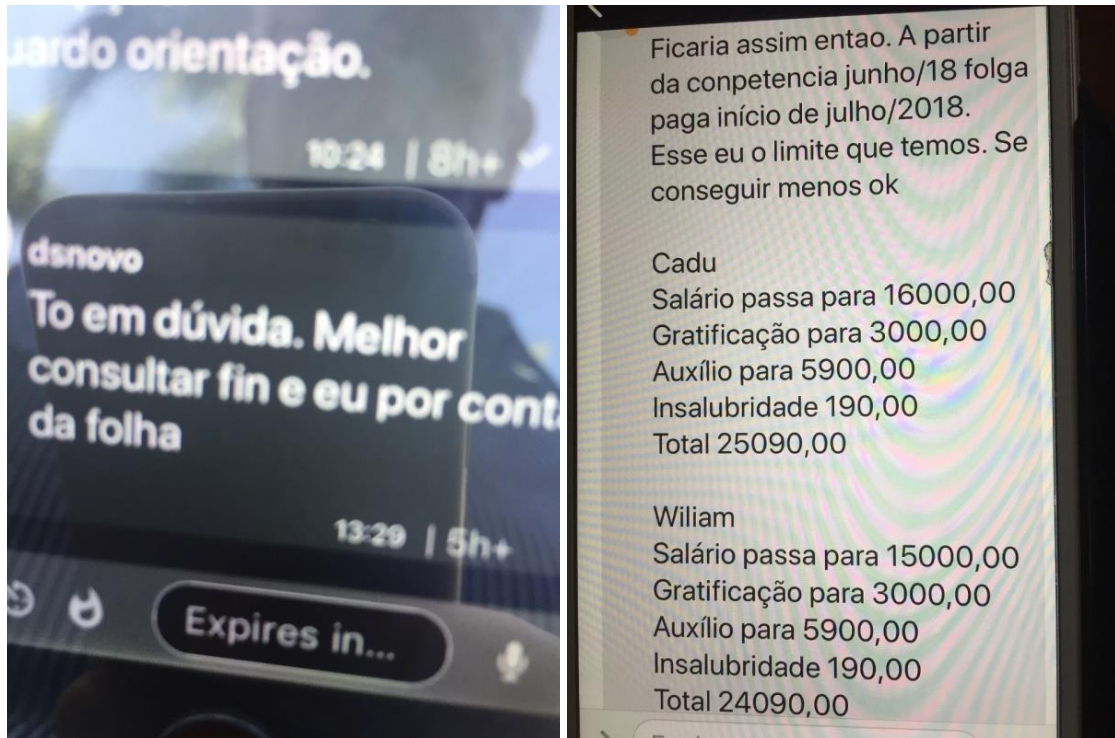 uardo orientação.
10:24 | 8h+
dsnovo
To em dúvida. Melhor
consultar fin e eu por conta
da folha
13:29 | 5h+
Expires in...
Ficaria assim entao. A partir
da conpetencia junho/18 folga
paga início de julho/2018.
Esse eu o limite que temos. Se
conseguir menos ok
Cadu
Salário passa para 16000,00
Gratificação para 3000,00
Auxílio para 5900,00
Insalubridade 190,00
Total 25090,00
Wiliam
Salário passa para 15000,00
Gratificação para 3000,00
Auxílio para 5900,00
Insalubridade 190,00
Total 24090,00